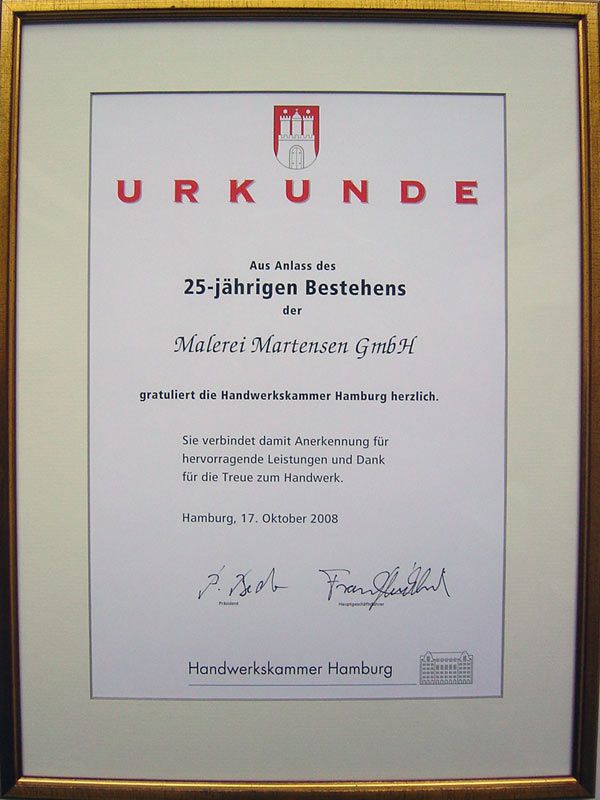 URKUNDE
Aus Anlass des
25-jährigen Bestehens
der
Malerei Martensen GmbH
gratuliert die Handwerkskammer Hamburg herzlich.
Sie verbindet damit Anerkennung für
hervorragende Leistungen und Dank
für die Treue zum Handwerk.
Hamburg, 17. Oktober 2008
Präsident Hauptgeschäftsführer
Handwerkskammer Hamburg